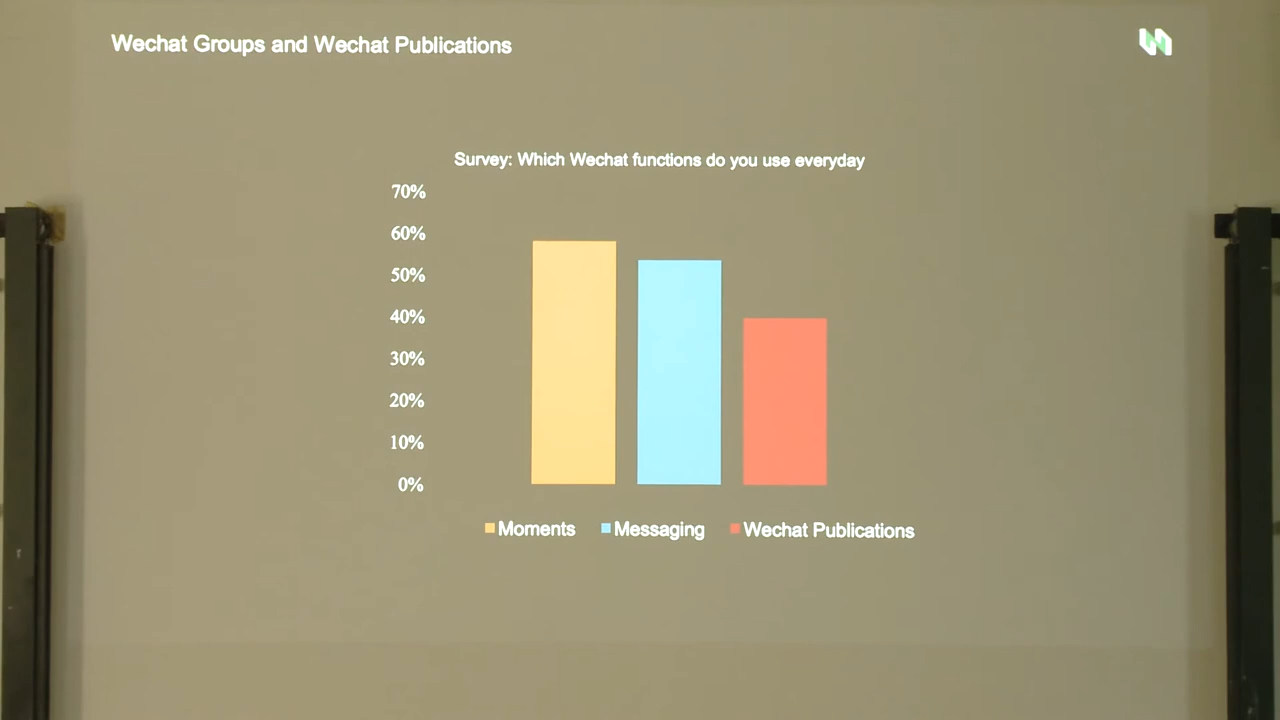 Wechat Groups and Wechat Publications
Survey: Which Wechat functions do you use everyday
70%
60%
50%
40%
30%
20%
10%
0%
Moments Messaging Wechat Publications